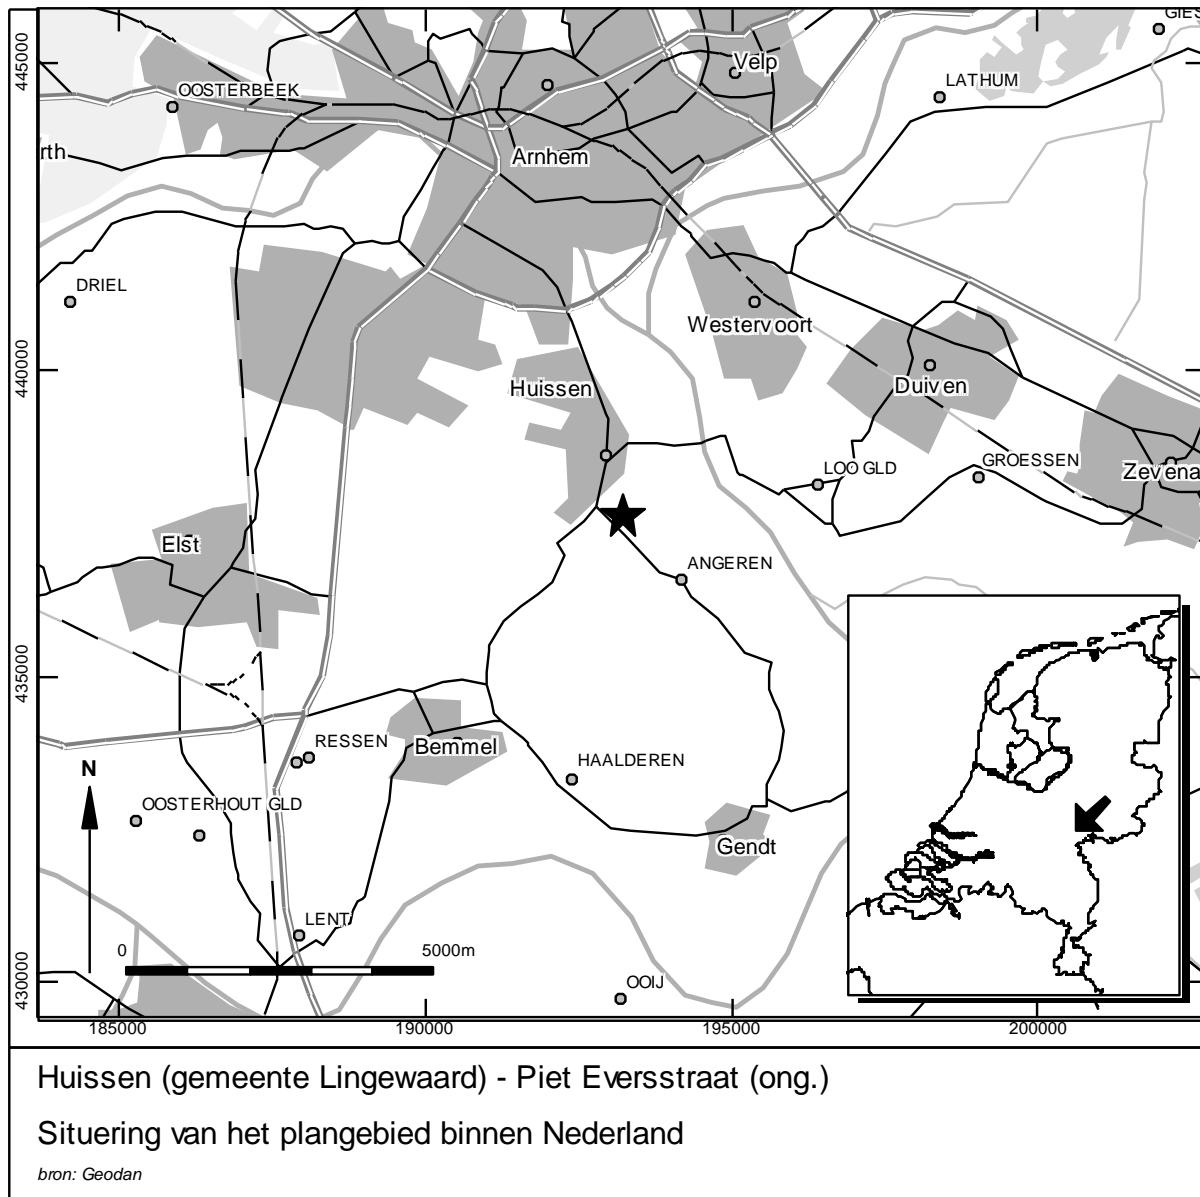 GIES
445000
Velp
OOSTERBEEK
LATHUM
rth
Arnhem
DRIEL
Westervoort
440000
Huissen
Duiven
LOO GLD
GROESSEN
Zevena
Elst
ANGEREN
435000
RESSEN
Bemmel
HAALDEREN
N
OOSTERHOUT GLD
Gendt
LENT
0
5000m
OOIJ
430000
185000
190000
195000
200000
Huissen (gemeente Lingewaard) - Piet Eversstraat (ong.)
Situering van het plangebied binnen Nederland
bron: Geodan